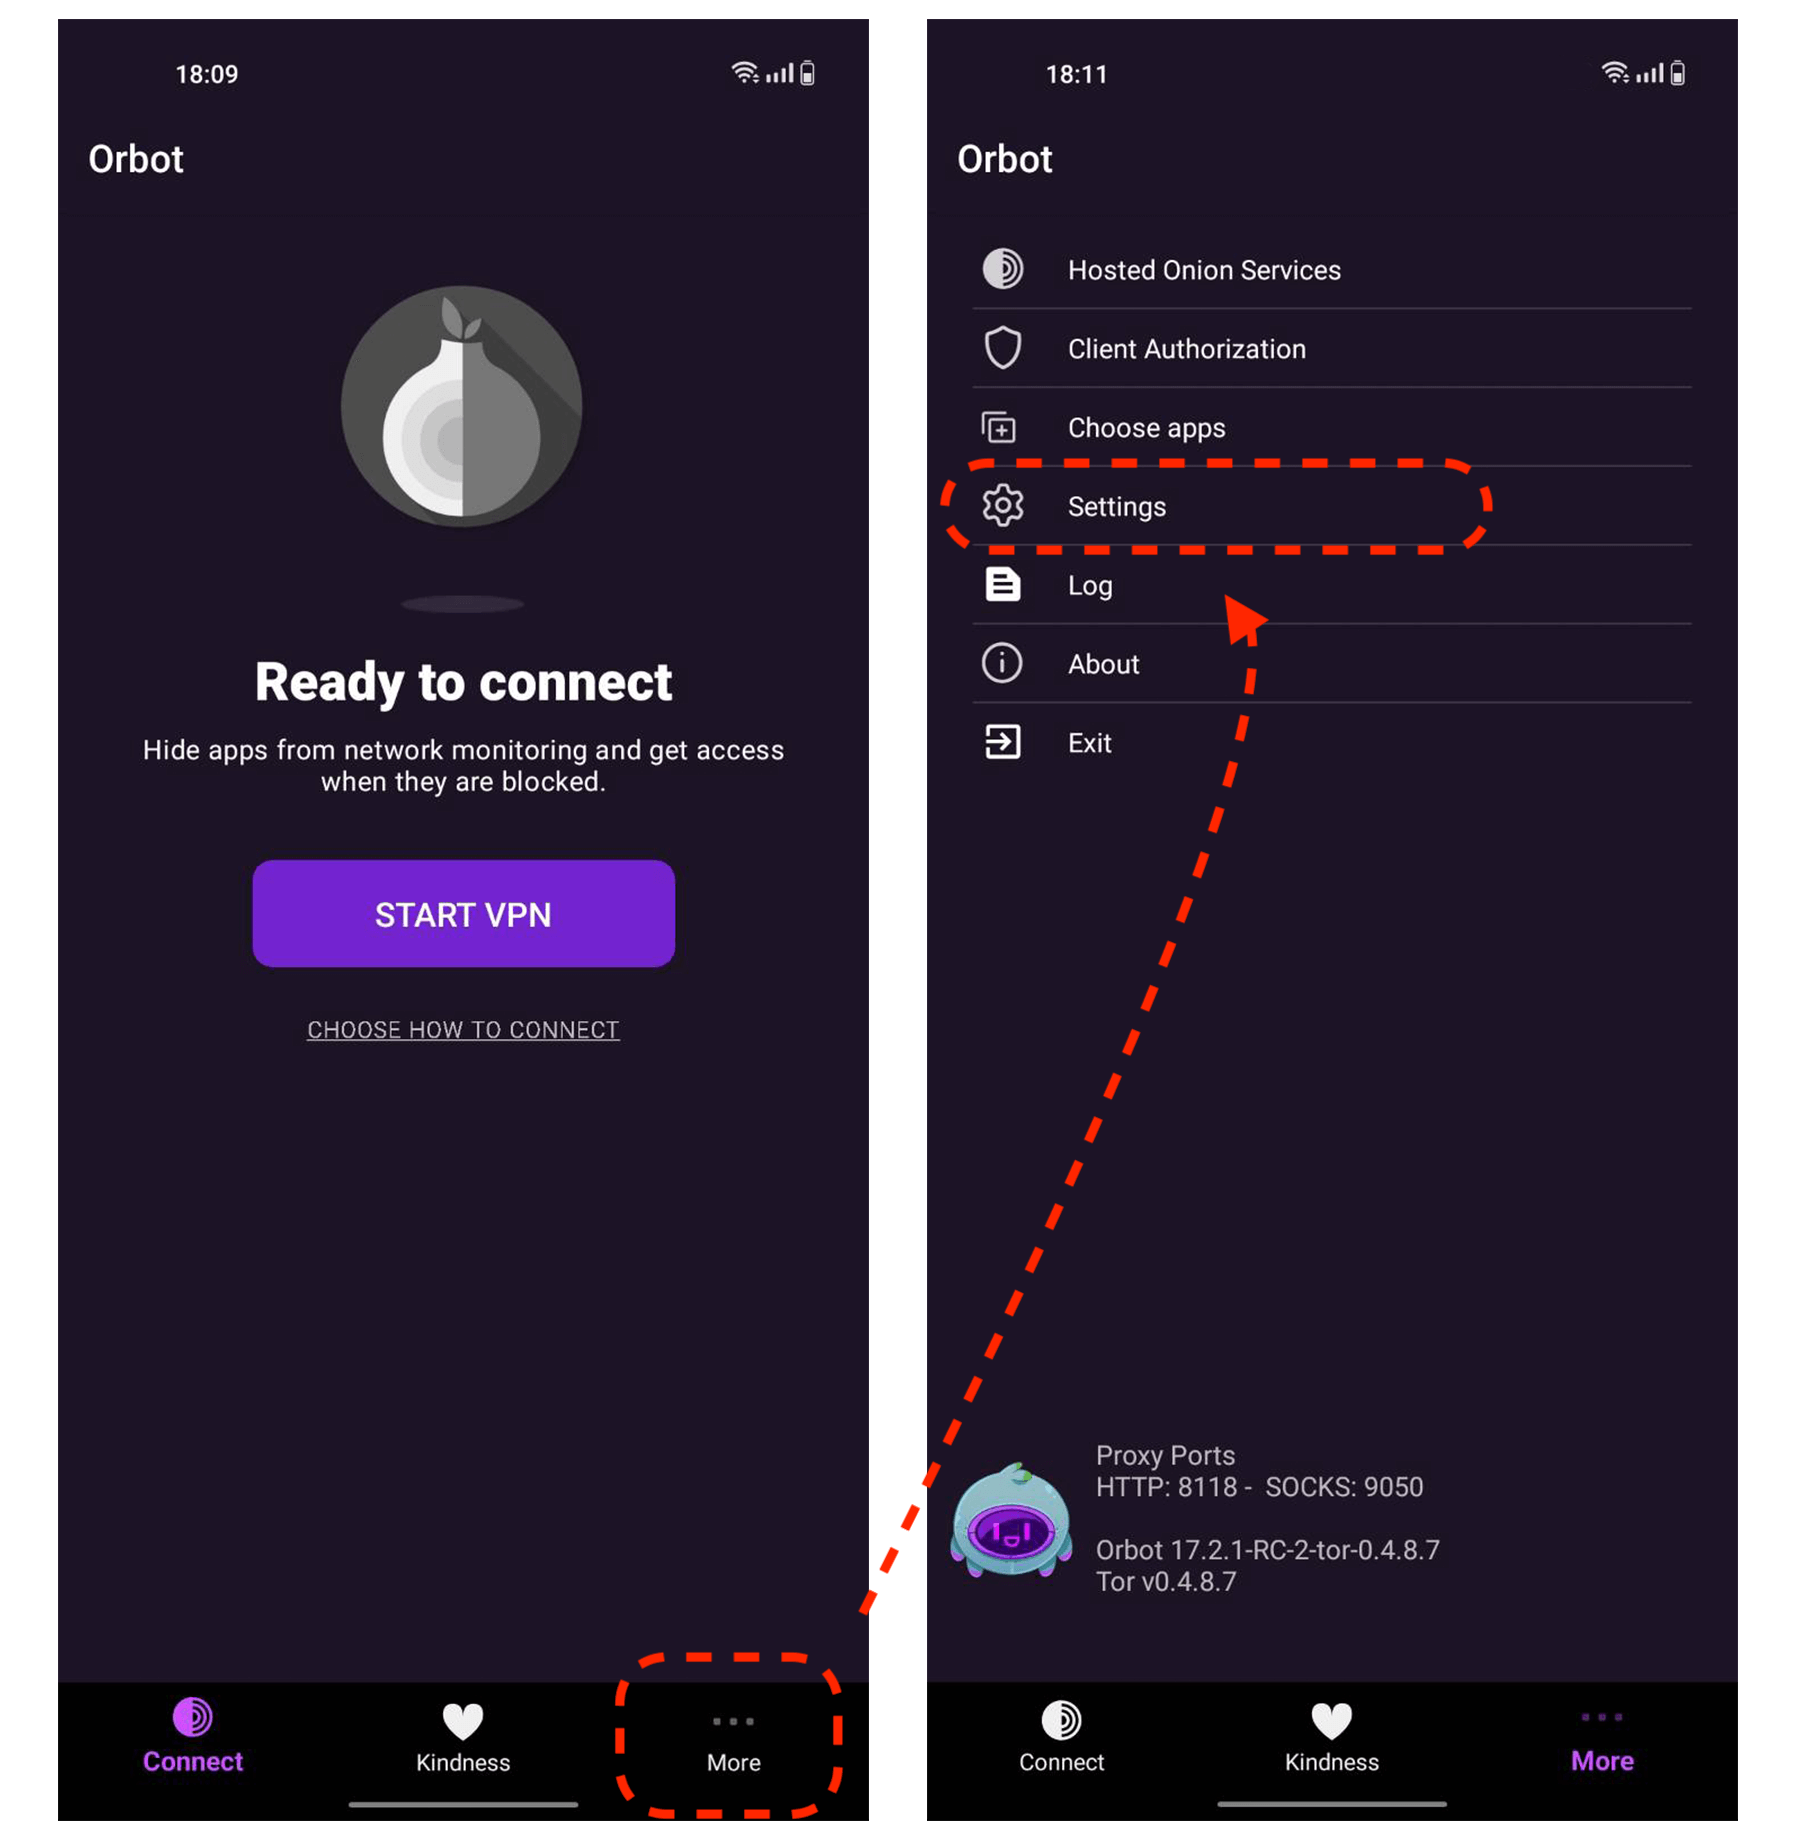 18:09
Orbot
Ready to connect
Hide apps from network monitoring and get access
when they are blocked.
START VPN
CHOOSE HOW TO CONNECT
Connect
Kindness
More
18:11
Orbot
Hosted Onion Services
Client Authorization
Choose apps
Settings
Log
About
Exit
Proxy Ports
HTTP: 8118 - SOCKS: 9050
Orbot 17.2.1-RC-2-tor-0.4.8.7
Tor v0.4.8.7
Connect
Kindness
More